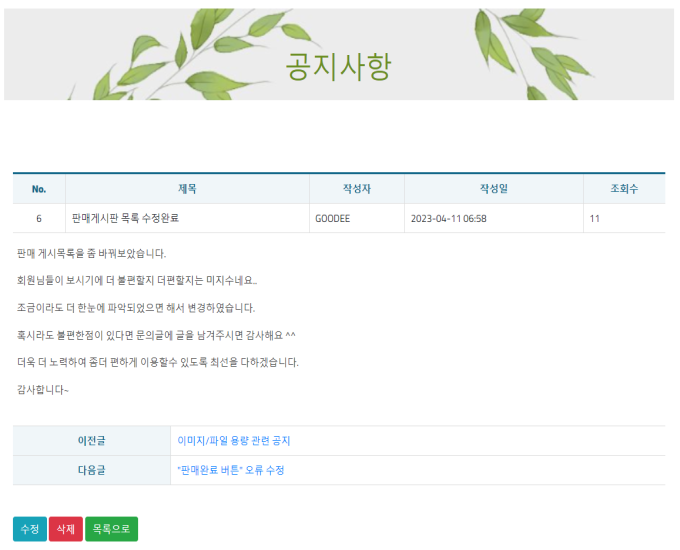 공지사항
No. 제목 작성자 작성일 조회수
6 판매게시판 목록 수정완료 GOODEE 2023-04-11 06:58 11
판매 게시목록을 좀 바꿔보았습니다.
회원님들이 보시기에 더 불편할지 더편할지는 미지수네요..
조금이라도 더 한눈에 파악되었으면 해서 변경하였습니다.
혹시라도 불편한점이 있다면 문의글에 글을 남겨주시면 감사해요 ^^
더욱 더 노력하여 좀더 편하게 이용할수 있도록 최선을 다하겠습니다.
감사합니다~
이전글 이미지/파일 용량 관련 공지
다음글 "판매완료 버튼" 오류 수정
수정 삭제 목록으로